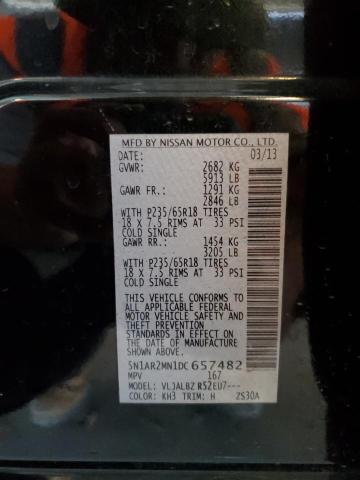 MFD BY NISSAN MOTOR CO., LTD.
DATE: 03/13
GVWR: 2682 KG
5913 LB
GAWR FR.: 1291 KG
2846 LB
WITH P235/65R18 TIRES
18 X 7.5 RIMS AT 33 PSI
COLD SINGLE
GAWR RR.: 1454 KG
3205 LB
WITH P235/65R18 TIRES
18 X 7.5 RIMS AT 33 PSI
COLD SINGLE
THIS VEHICLE CONFORMS TO
ALL APPLICABLE FEDERAL
MOTOR VEHICLE SAFETY AND
THEFT PREVENTION
STANDARDS IN EFFECT ON
THE DATE OF MANUFACTURE
SHOWN ABOVE.
5N1AR2MN1DC657482
MPV 167
MODEL: VLJALBZ R52EU7---
COLOR: KH3 TRIM: H ZS30A